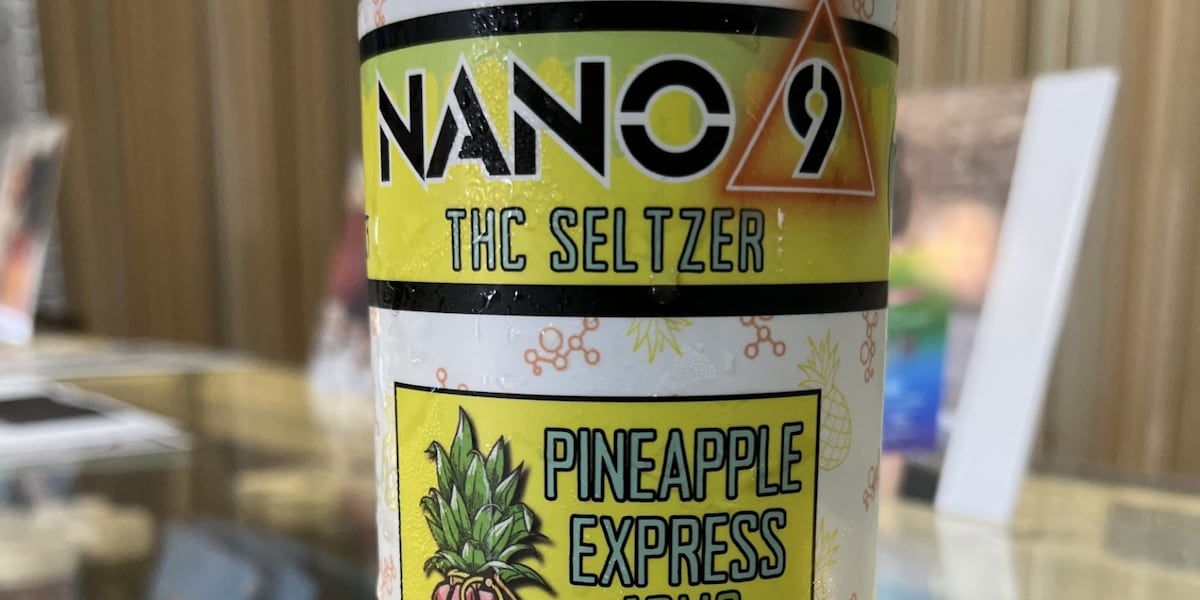 NANO 9
THC SELTZER
PINEAPPLE
EXPRESS